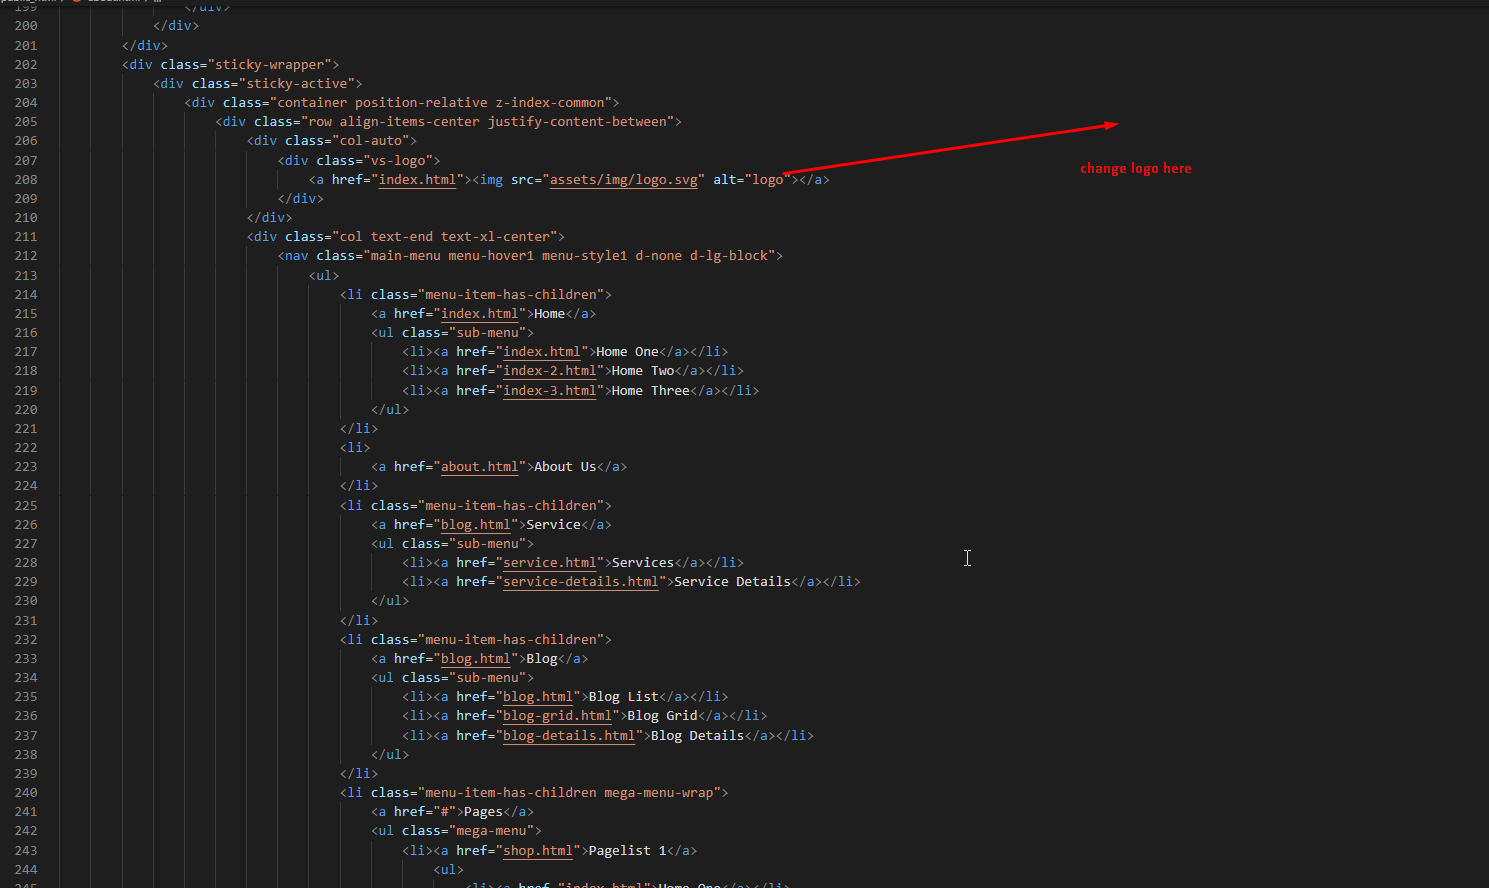 199 </div>
200 </div>
201 </div>
202 <div class="sticky-wrapper">
203 <div class="sticky-active">
204 <div class="container position-relative z-index-common">
205 <div class="row align-items-center justify-content-between">
206 <div class="col-auto">
207 <div class="vs-logo">
208 <a href="index.html"><img src="assets/img/logo.svg" alt="logo"></a>
change logo here
209 </div>
210 </div>
211 <div class="col text-end text-xl-center">
212 <nav class="main-menu menu-hover1 menu-style1 d-none d-lg-block">
213 <ul>
214 <li class="menu-item-has-children">
215 <a href="index.html">Home</a>
216 <ul class="sub-menu">
217 <li><a href="index.html">Home One</a></li>
218 <li><a href="index-2.html">Home Two</a></li>
219 <li><a href="index-3.html">Home Three</a></li>
220 </ul>
221 </li>
222 <li>
223 <a href="about.html">About Us</a>
224 </li>
225 <li class="menu-item-has-children">
226 <a href="blog.html">Service</a>
227 <ul class="sub-menu">
228 <li><a href="service.html">Services</a></li>
229 <li><a href="service-details.html">Service Details</a></li>
230 </ul>
231 </li>
232 <li class="menu-item-has-children">
233 <a href="blog.html">Blog</a>
234 <ul class="sub-menu">
235 <li><a href="blog.html">Blog List</a></li>
236 <li><a href="blog-grid.html">Blog Grid</a></li>
237 <li><a href="blog-details.html">Blog Details</a></li>
238 </ul>
239 </li>
240 <li class="menu-item-has-children mega-menu-wrap">
241 <a href="#">Pages</a>
242 <ul class="mega-menu">
243 <li><a href="shop.html">Pagelist 1</a>
244 <ul>
245 <li><a href="index.html">Home One</a></li>